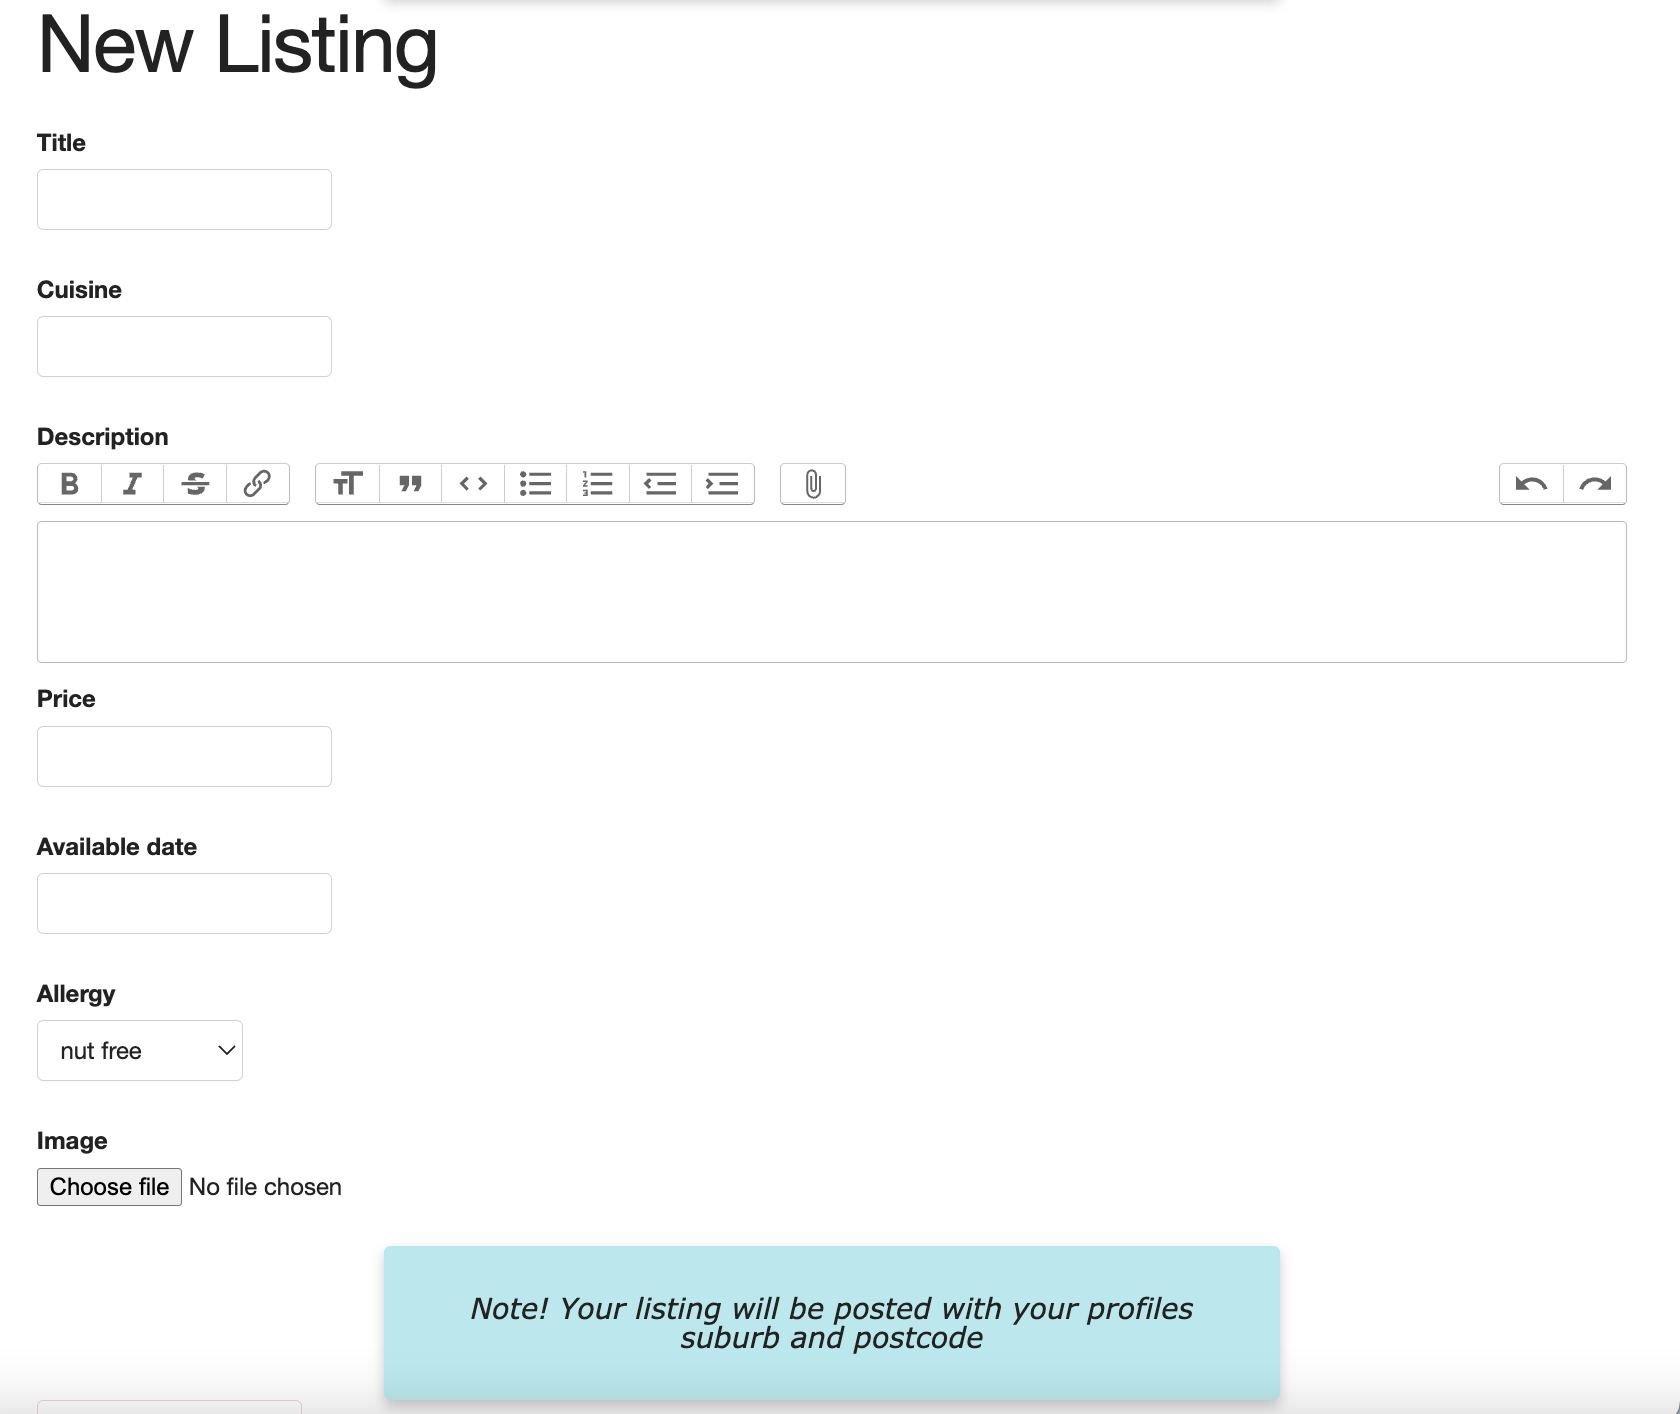 New Listing
Title
Cuisine
Description
Price
Available date
Allergy
nut free
Image
Choose file No file chosen
Note! Your listing will be posted with your profiles
suburb and postcode